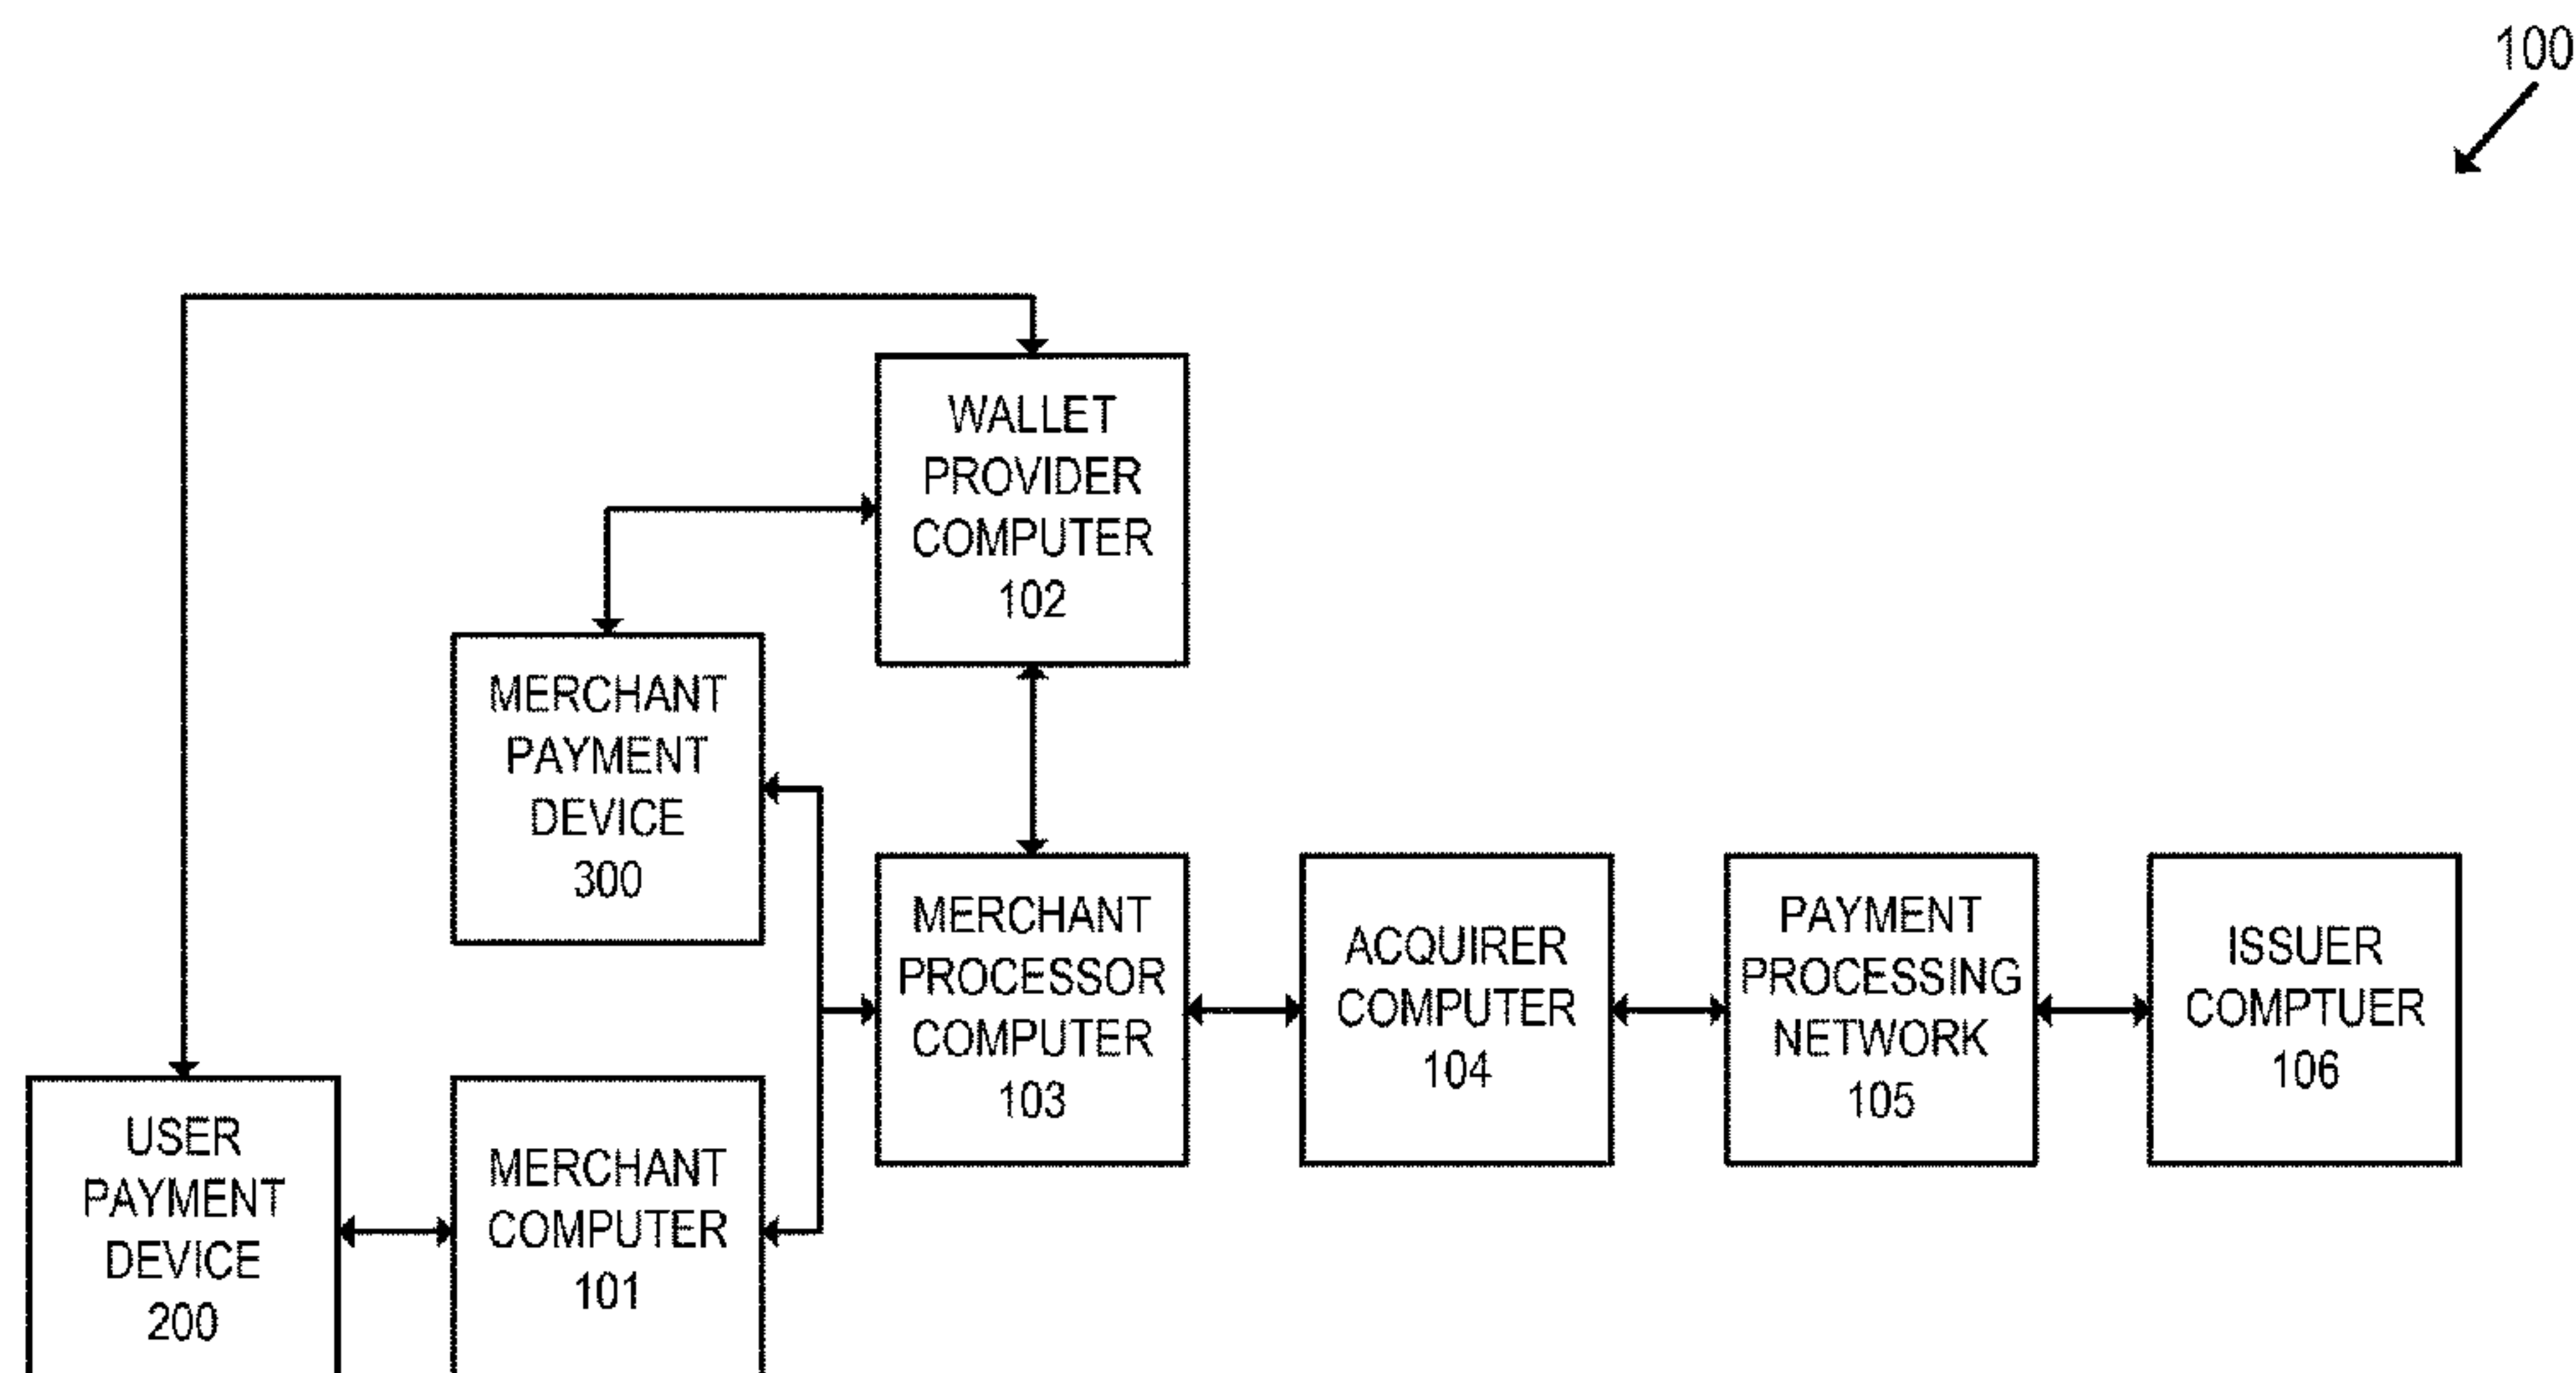 100
WALLET
PROVIDER
COMPUTER
102
MERCHANT
PAYMENT
DEVICE
300
MERCHANT
PROCESSOR
COMPUTER
103
ACQUIRER
COMPUTER
104
PAYMENT
PROCESSING
NETWORK
105
ISSUER
COMPTUER
106
USER
PAYMENT
DEVICE
200
MERCHANT
COMPUTER
101